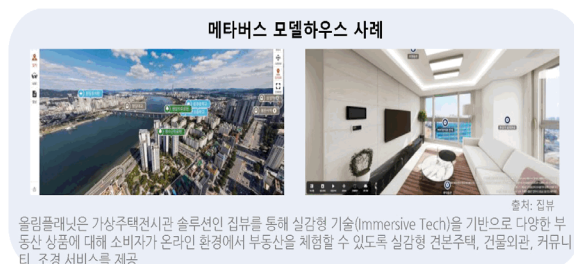 메타버스 모델하우스 사례
출처: 집뷰
올림플래닛은 가상주택전시관 솔루션인 집뷰를 통해 실감형 기술(Immersive Tech)을 기반으로 다양한 부
동산 상품에 대해 소비자가 온라인 환경에서 부동산을 체험할 수 있도록 실감형 견본주택, 건물외관, 커뮤니
티, 조경 서비스를 제공